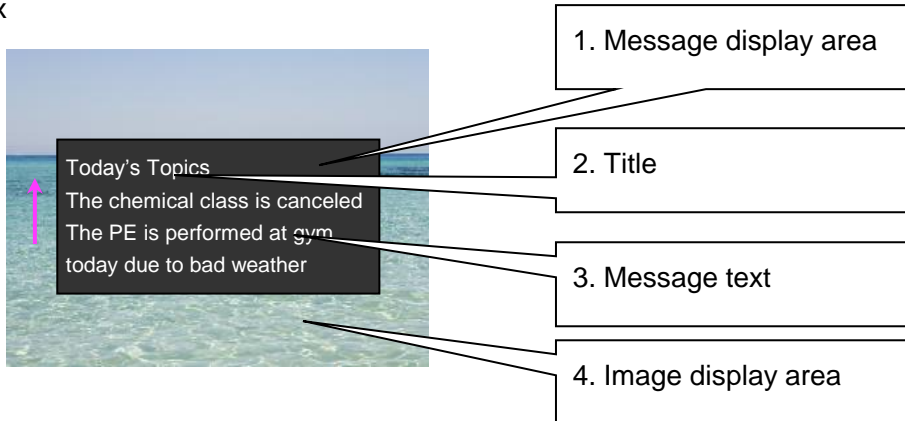 x
1. Message display area
Today's Topics
The chemical class is canceled
The PE is performed at gym
today due to bad weather
2. Title
3. Message text
4. Image display area